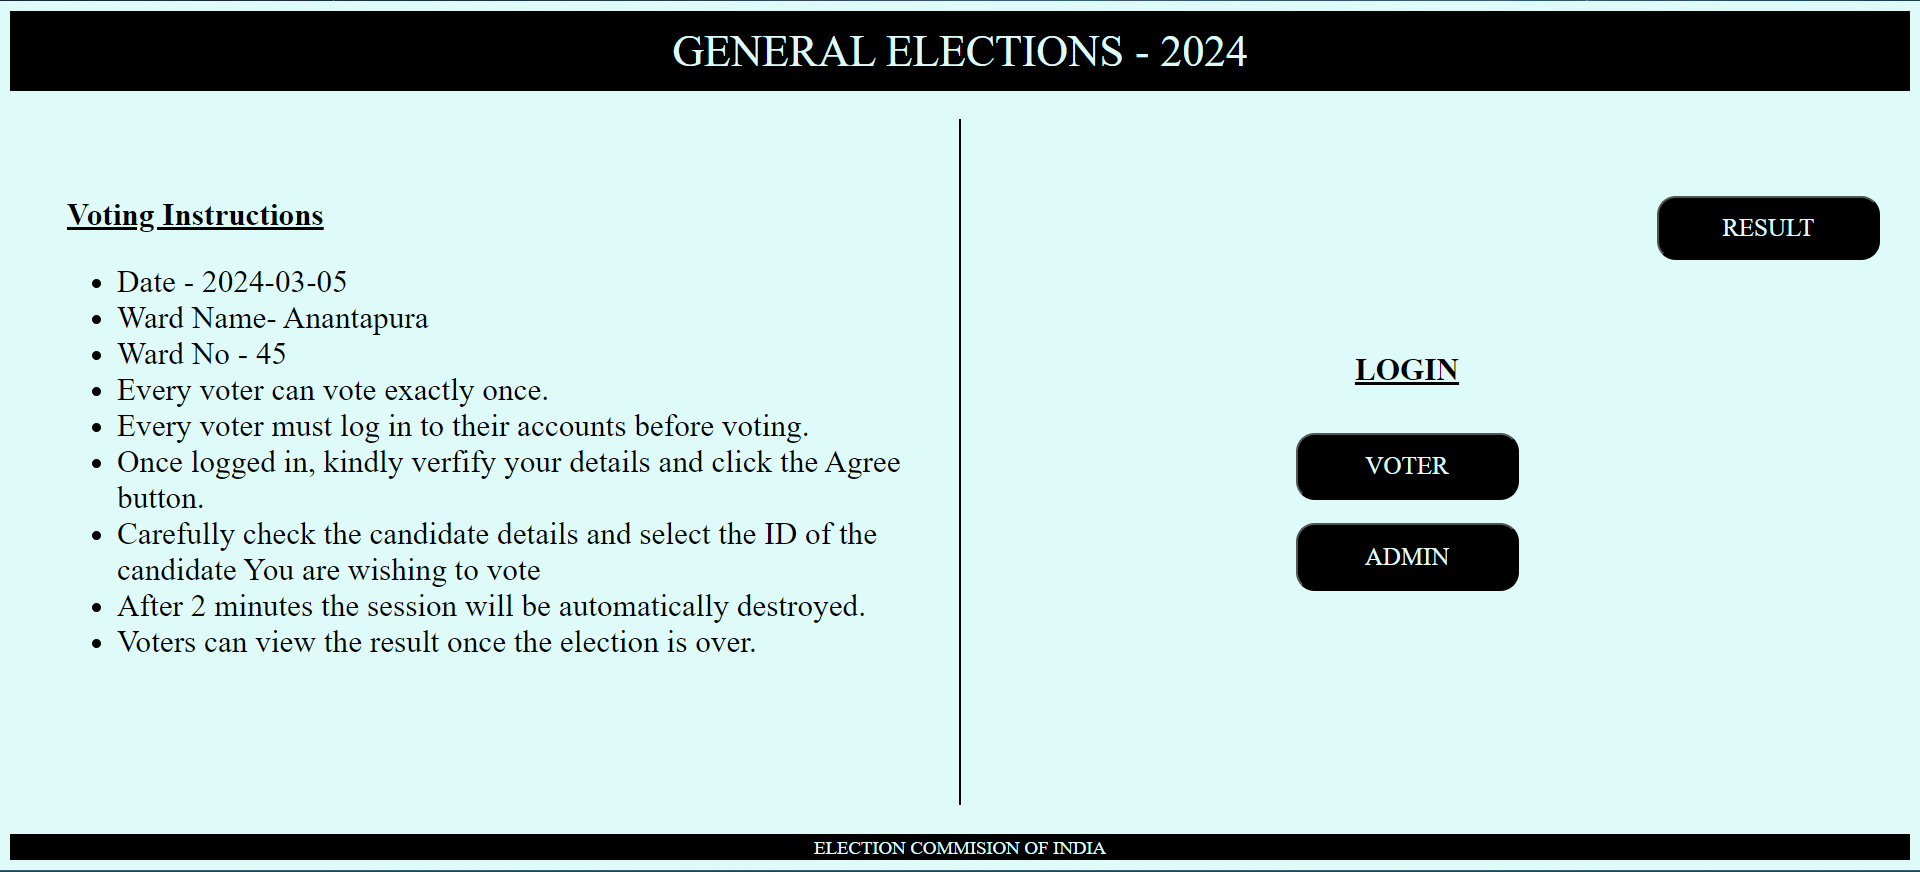 GENERAL ELECTIONS - 2024
Voting Instructions
Date - 2024-03-05
Ward Name- Anantapura
Ward No - 45
Every voter can vote exactly once.
Every voter must log in to their accounts before voting.
Once logged in, kindly verfify your details and click the Agree
button.
Carefully check the candidate details and select the ID of the
candidate You are wishing to vote
After 2 minutes the session will be automatically destroyed.
Voters can view the result once the election is over.
RESULT
LOGIN
VOTER
ADMIN
ELECTION COMMISION OF INDIA